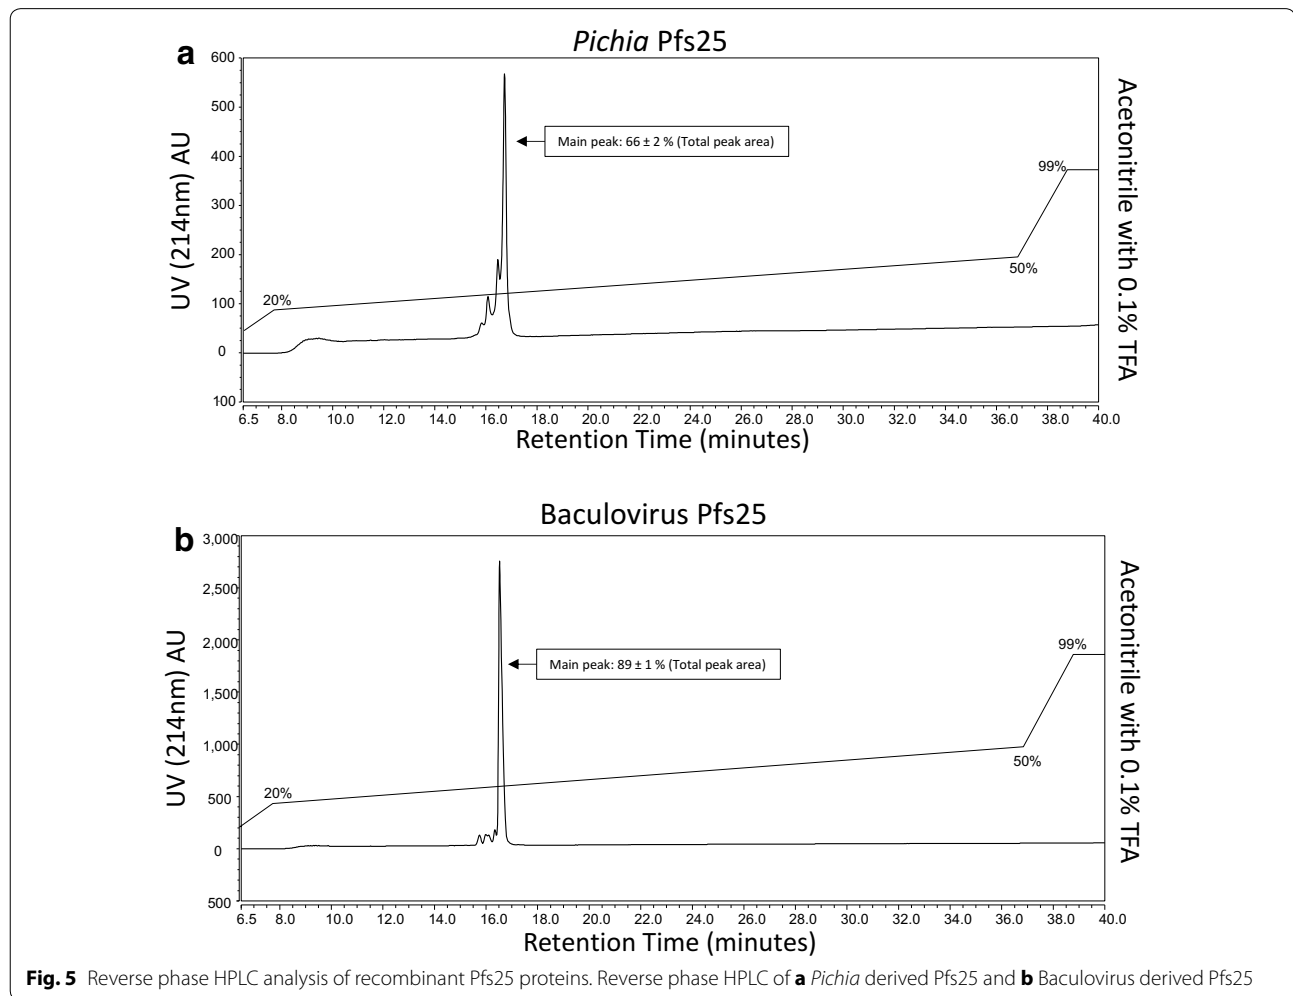 a
Pichia Pfs25
600
500
400
300
200
100
0
100
UV (214nm) AU
Main peak: 66 ± 2 % (Total peak area)
20%
50%
99%
Acetonitrile with 0.1% TFA
6.5 8.0 10.0 12.0 14.0 16.0 18.0 20.0 22.0 24.0 26.0 28.0 30.0 32.0 34.0 36.0 38.0 40.0
Retention Time (minutes)
b
Baculovirus Pfs25
3,000
2,500
2,000
1,500
1,000
500
0
500
UV (214nm) AU
Main peak: 89 ± 1 % (Total peak area)
20%
50%
99%
Acetonitrile with 0.1% TFA
6.5 8.0 10.0 12.0 14.0 16.0 18.0 20.0 22.0 24.0 26.0 28.0 30.0 32.0 34.0 36.0 38.0 40.0
Retention Time (minutes)
Fig. 5 Reverse phase HPLC analysis of recombinant Pfs25 proteins. Reverse phase HPLC of a Pichia derived Pfs25 and b Baculovirus derived Pfs25